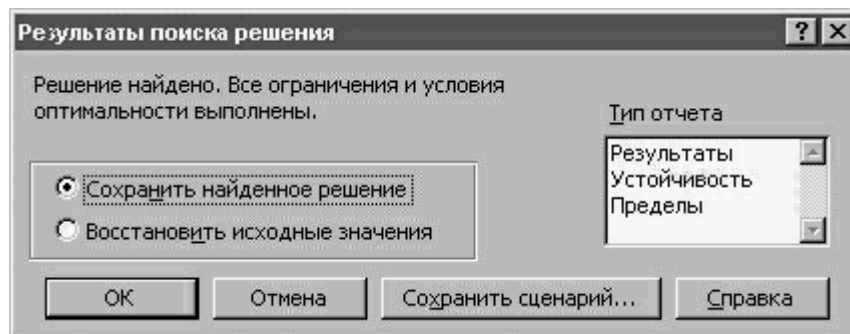 Результаты поиска решения
Решение найдено. Все ограничения и условия
оптимальности выполнены.
Тип отчета
Результаты
Устойчивость
Пределы
Сохранить найденное решение
Восстановить исходные значения
ОК
Отмена
Сохранить сценарий...
Справка